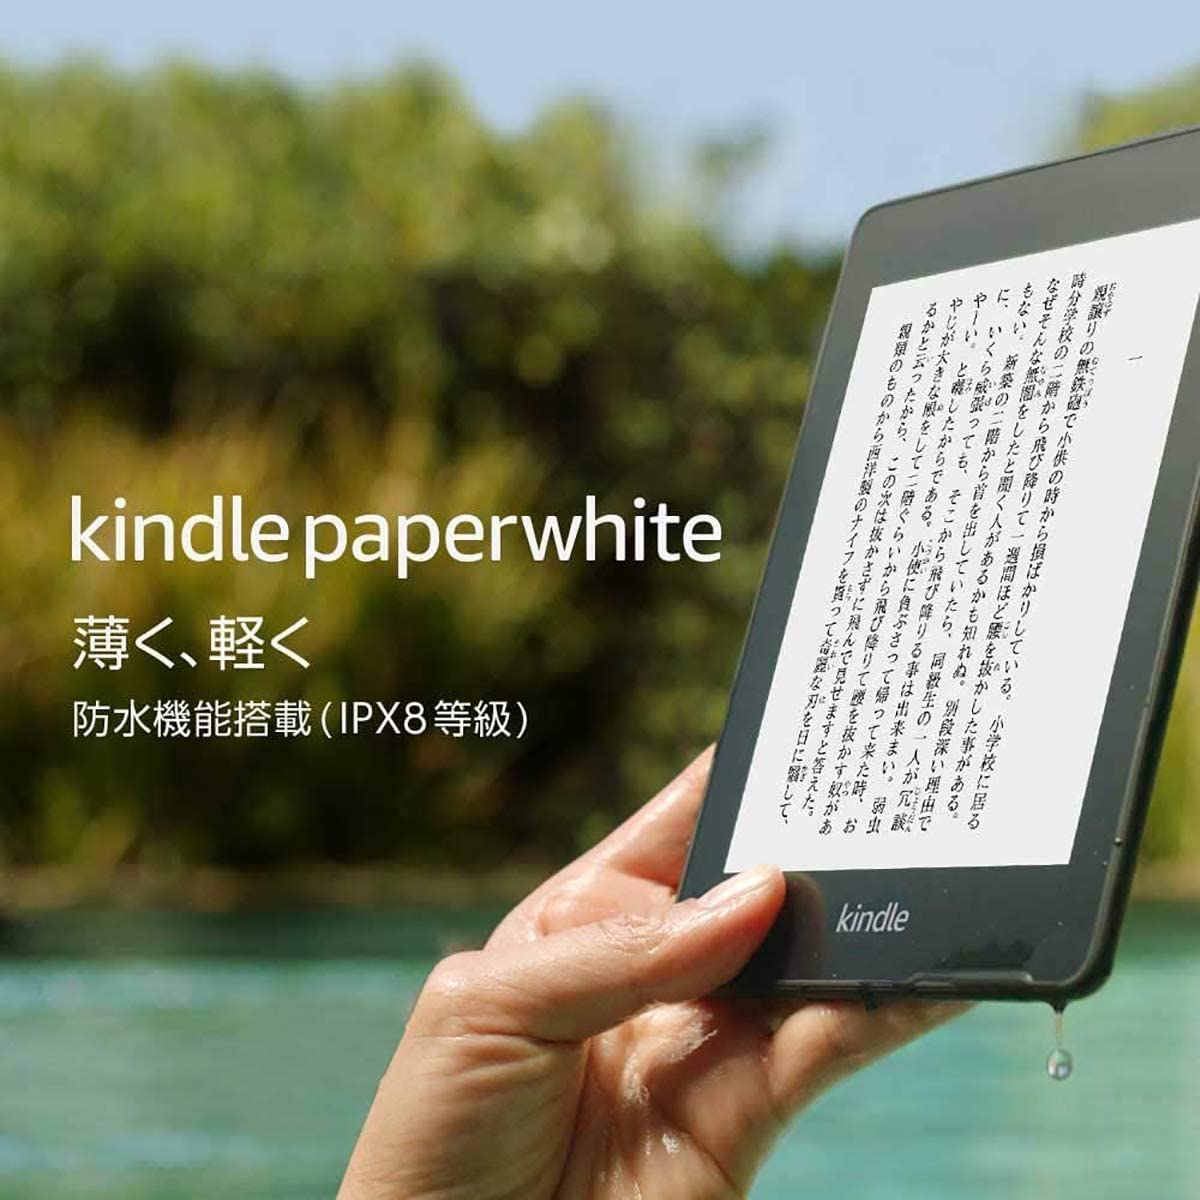 kindle paperwhite
薄く、軽く
防水機能搭載（IPX8等級）
一
親譲りの無鉄砲で小供の時から損ばかりしている。小学校に居る
時分学校の二階から飛び降りて一週間ほど腰を抜かした事がある。
なぜそんな無闇をしたと聞く人があるかも知れぬ。別段深い理由で
もない。新築の二階から首を出していたら、同級生の一人が冗談
に、いくら威張っても、そこから飛び降りる事は出来まい。弱虫
やーい。と囃したからである。小使に負ぶさって帰って来た時、お
やじが大きな眼をして二階ぐらいから飛び降りて腰を抜かす奴があ
るかと云ったから、この次は抜かさずに飛んで見せますと答えた。
親類のものから西洋製のナイフを貰って奇麗な刃を日に翳して、
kindle